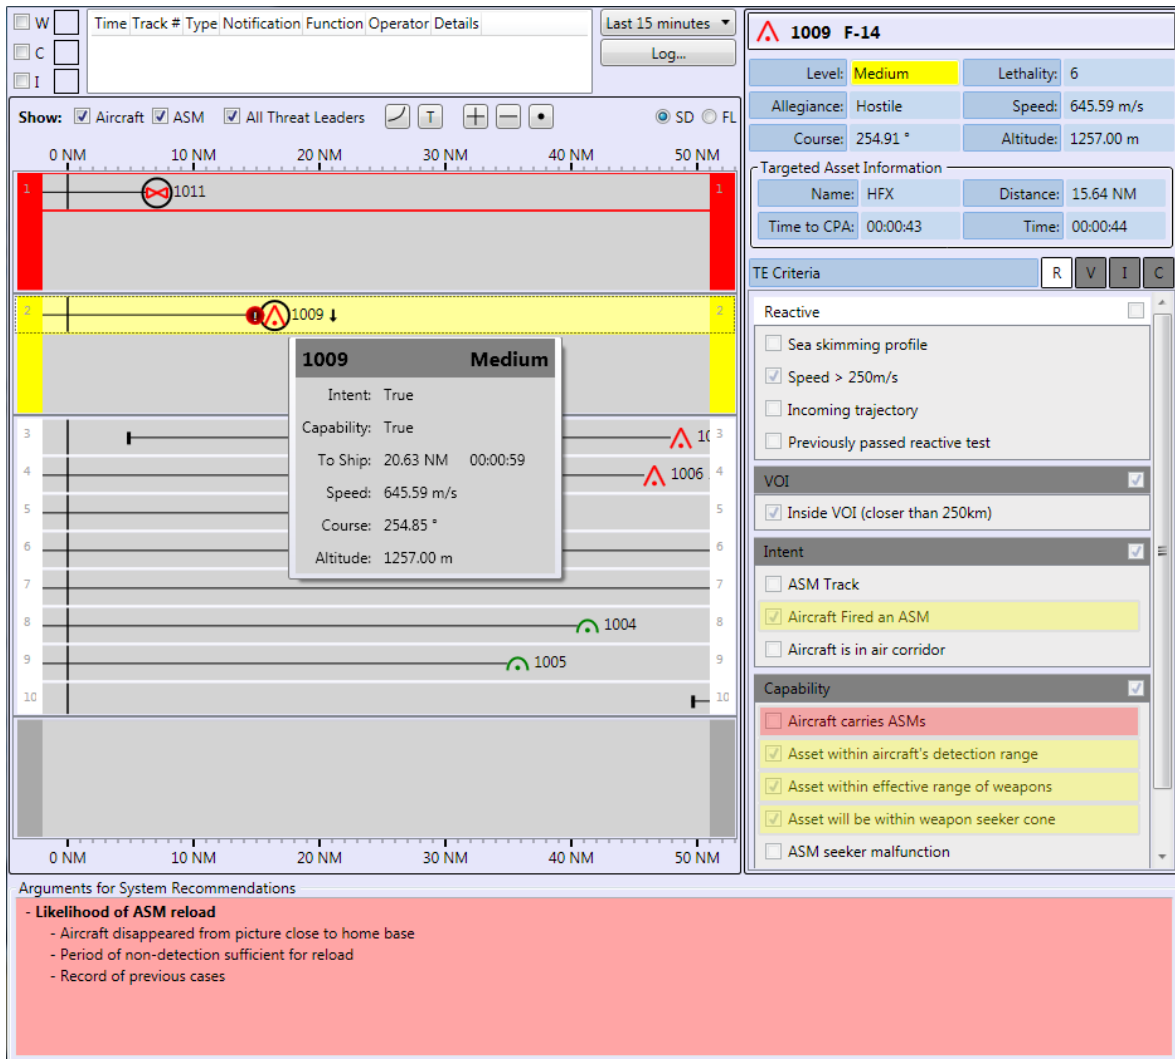 W
C
I
Time Track # Type Notification Function Operator Details
Last 15 minutes
Log...
Show: Aircraft ASM All Threat Leaders T SD FL
0 NM 10 NM 20 NM 30 NM 40 NM 50 NM
1 1011 1
2 ! 1009 2
1009 Medium
Intent: True
Capability: True
To Ship: 20.63 NM 00:00:59
Speed: 645.59 m/s
Course: 254.85 °
Altitude: 1257.00 m
3 3
4 1006 4
5 5
6 6
7 7
8 1004 8
9 1005 9
10 10
0 NM 10 NM 20 NM 30 NM 40 NM 50 NM
1009 F-14
Level: Medium Lethality: 6
Allegiance: Hostile Speed: 645.59 m/s
Course: 254.91 ° Altitude: 1257.00 m
Targeted Asset Information
Name: HFX Distance: 15.64 NM
Time to CPA: 00:00:43 Time: 00:00:44
TE Criteria R V I C
Reactive
Sea skimming profile
Speed > 250m/s
Incoming trajectory
Previously passed reactive test
VOI
Inside VOI (closer than 250km)
Intent
ASM Track
Aircraft Fired an ASM
Aircraft is in air corridor
Capability
Aircraft carries ASMs
Asset within aircraft's detection range
Asset within effective range of weapons
Asset will be within weapon seeker cone
ASM seeker malfunction
Arguments for System Recommendations
- Likelihood of ASM reload
- Aircraft disappeared from picture close to home base
- Period of non-detection sufficient for reload
- Record of previous cases